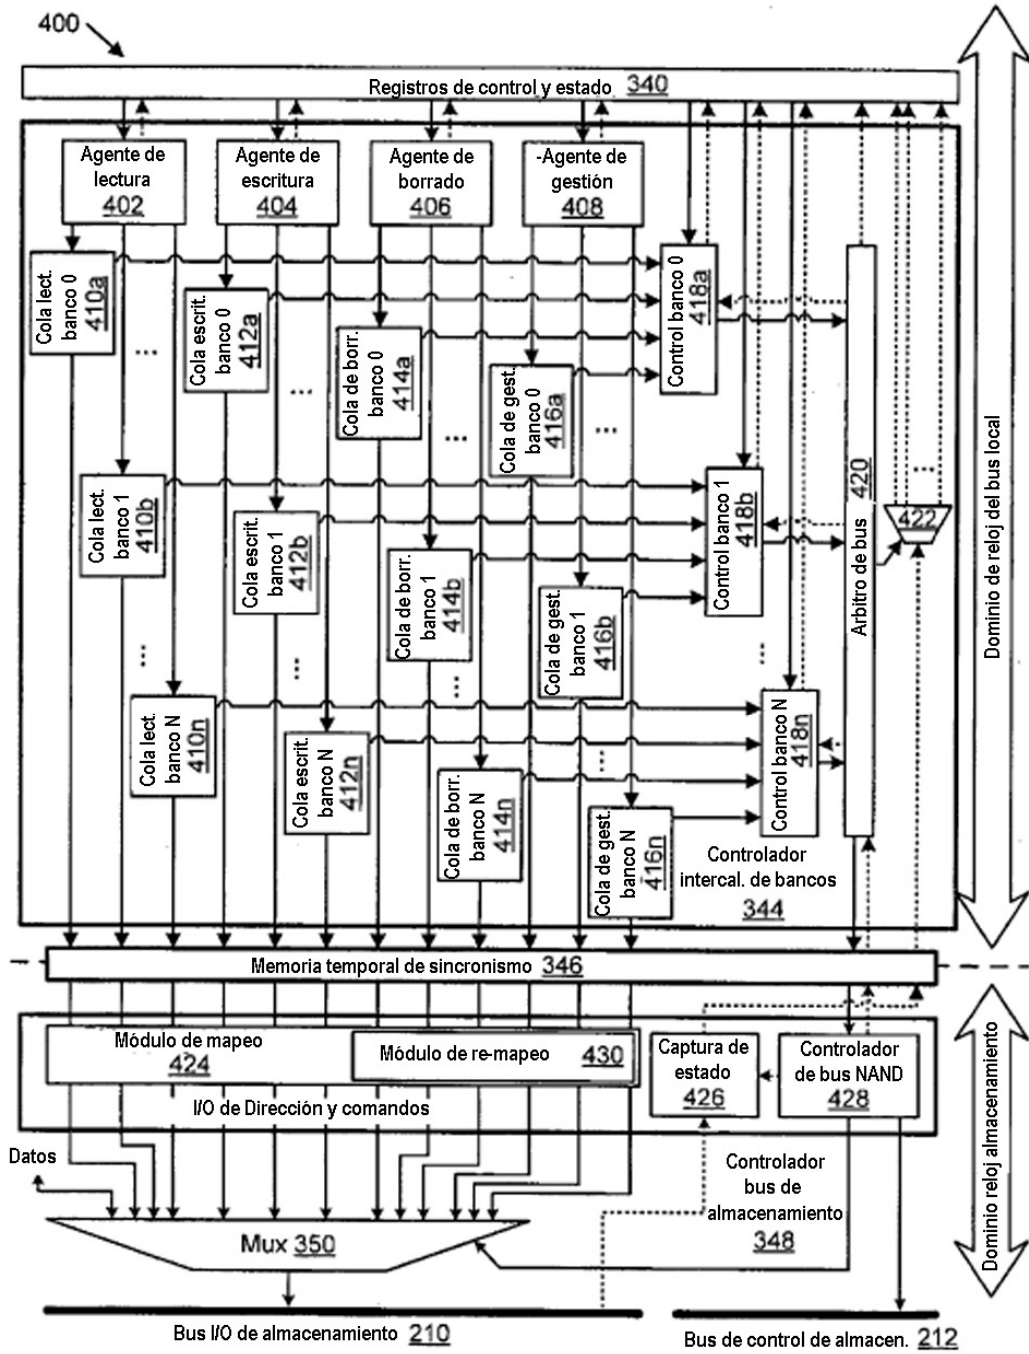 400
Registros de control y estado 340
Agente de
lectura
402
Agente de
escritura
404
Agente de
borrado
406
-Agente de
gestión
408
Cola lect.
banco 0
410a
Cola escrit.
banco 0
412a
Cola de borr.
banco 0
414a
Cola de gest.
banco 0
416a
Control banco 0
418a
...
...
...
...
Cola lect.
banco 1
410b
Cola escrit.
banco 1
412b
Cola de borr.
banco 1
414b
Cola de gest.
banco 1
416b
Control banco 1
418b
Arbitro de bus 420
422
...
...
...
...
...
...
Cola lect.
banco N
410n
Cola escrit.
banco N
412n
Cola de borr.
banco N
414n
Cola de gest.
banco N
416n
Control banco N
418n
Controlador
intercal. de bancos
344
Dominio de reloj del bus local
Memoria temporal de sincronismo 346
Módulo de mapeo
424
Módulo de re-mapeo 430
I/O de Dirección y comandos
Captura de
estado
426
Controlador
de bus NAND
428
Controlador
bus de
almacenamiento
348
Dominio reloj almacenamiento
Datos
Mux 350
Bus I/O de almacenamiento 210
Bus de control de almacen. 212